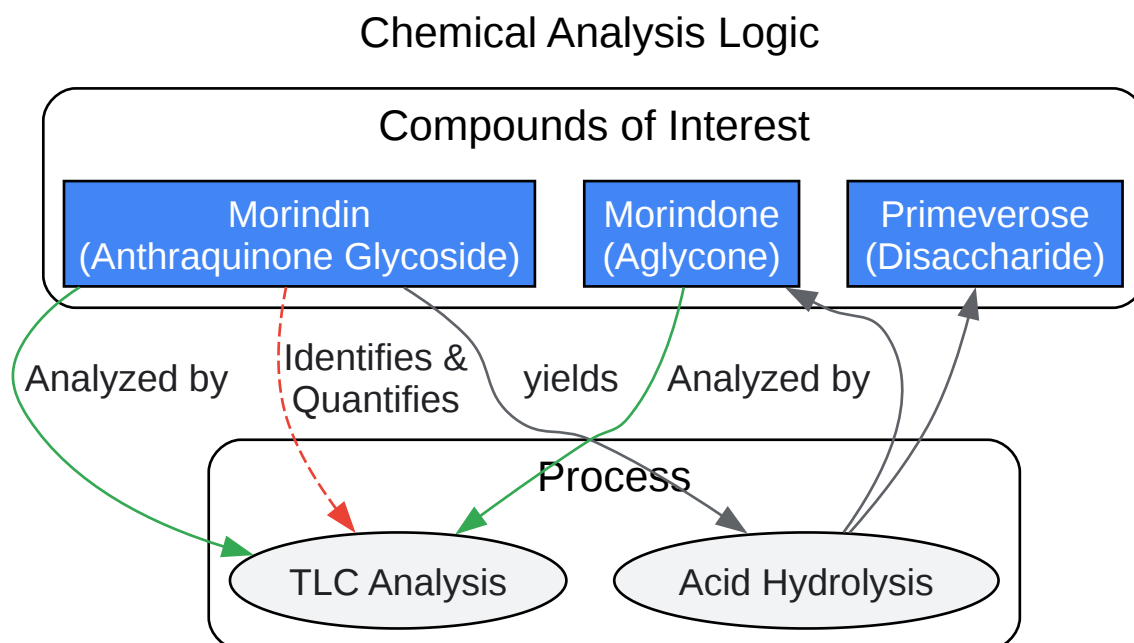 Chemical Analysis Logic
Compounds of Interest
Morindin
(Anthraquinone Glycoside)
Morindone
(Aglycone)
Primeverose
(Disaccharide)
Analyzed by
Identifies &
Quantifies
yields
Analyzed by
Process
TLC Analysis
Acid Hydrolysis